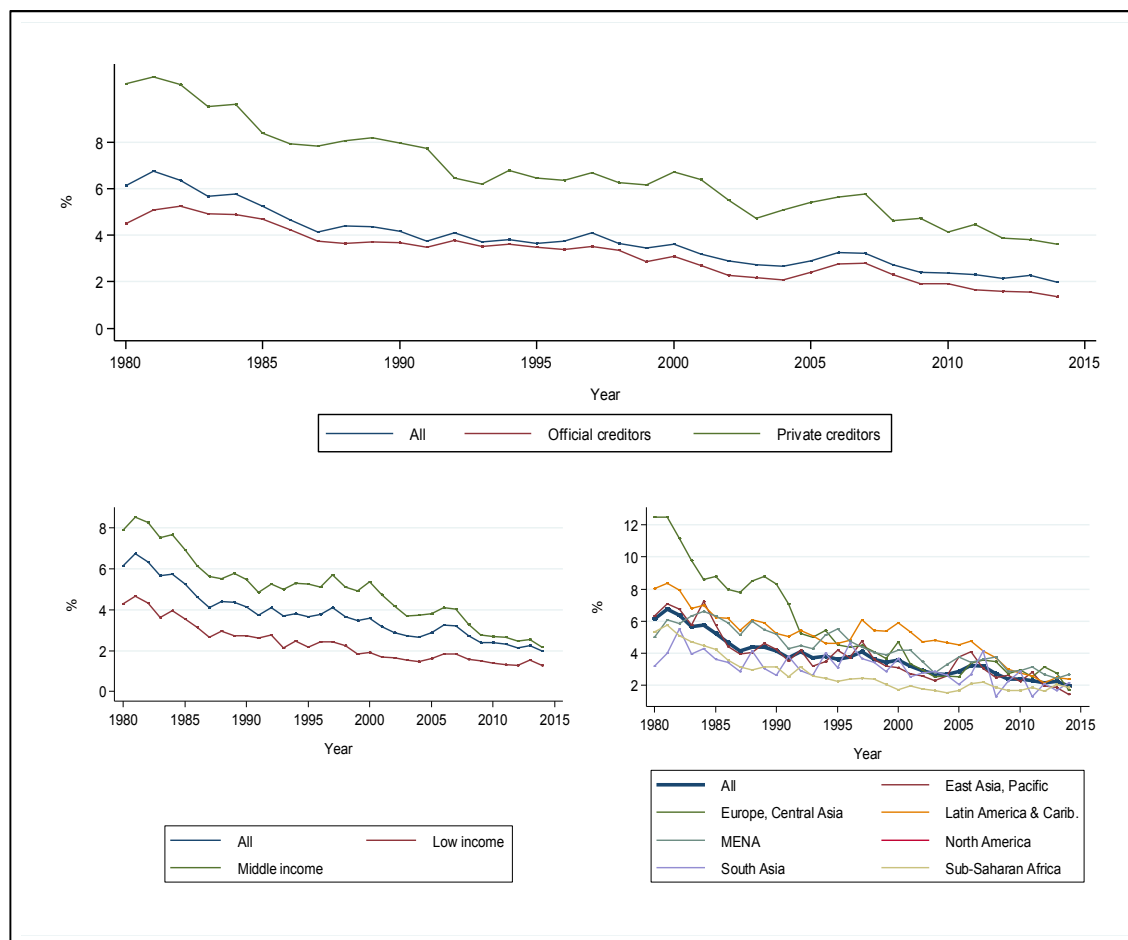 8
6
4
2
0
%
1980 1985 1990 1995 2000 2005 2010 2015
Year
All Official creditors Private creditors
8
6
4
2
0
%
1980 1985 1990 1995 2000 2005 2010 2015
Year
All Low income
Middle income
12
10
8
6
4
2
%
1980 1985 1990 1995 2000 2005 2010 2015
Year
All East Asia, Pacific
Europe, Central Asia Latin America & Carib.
MENA North America
South Asia Sub-Saharan Africa